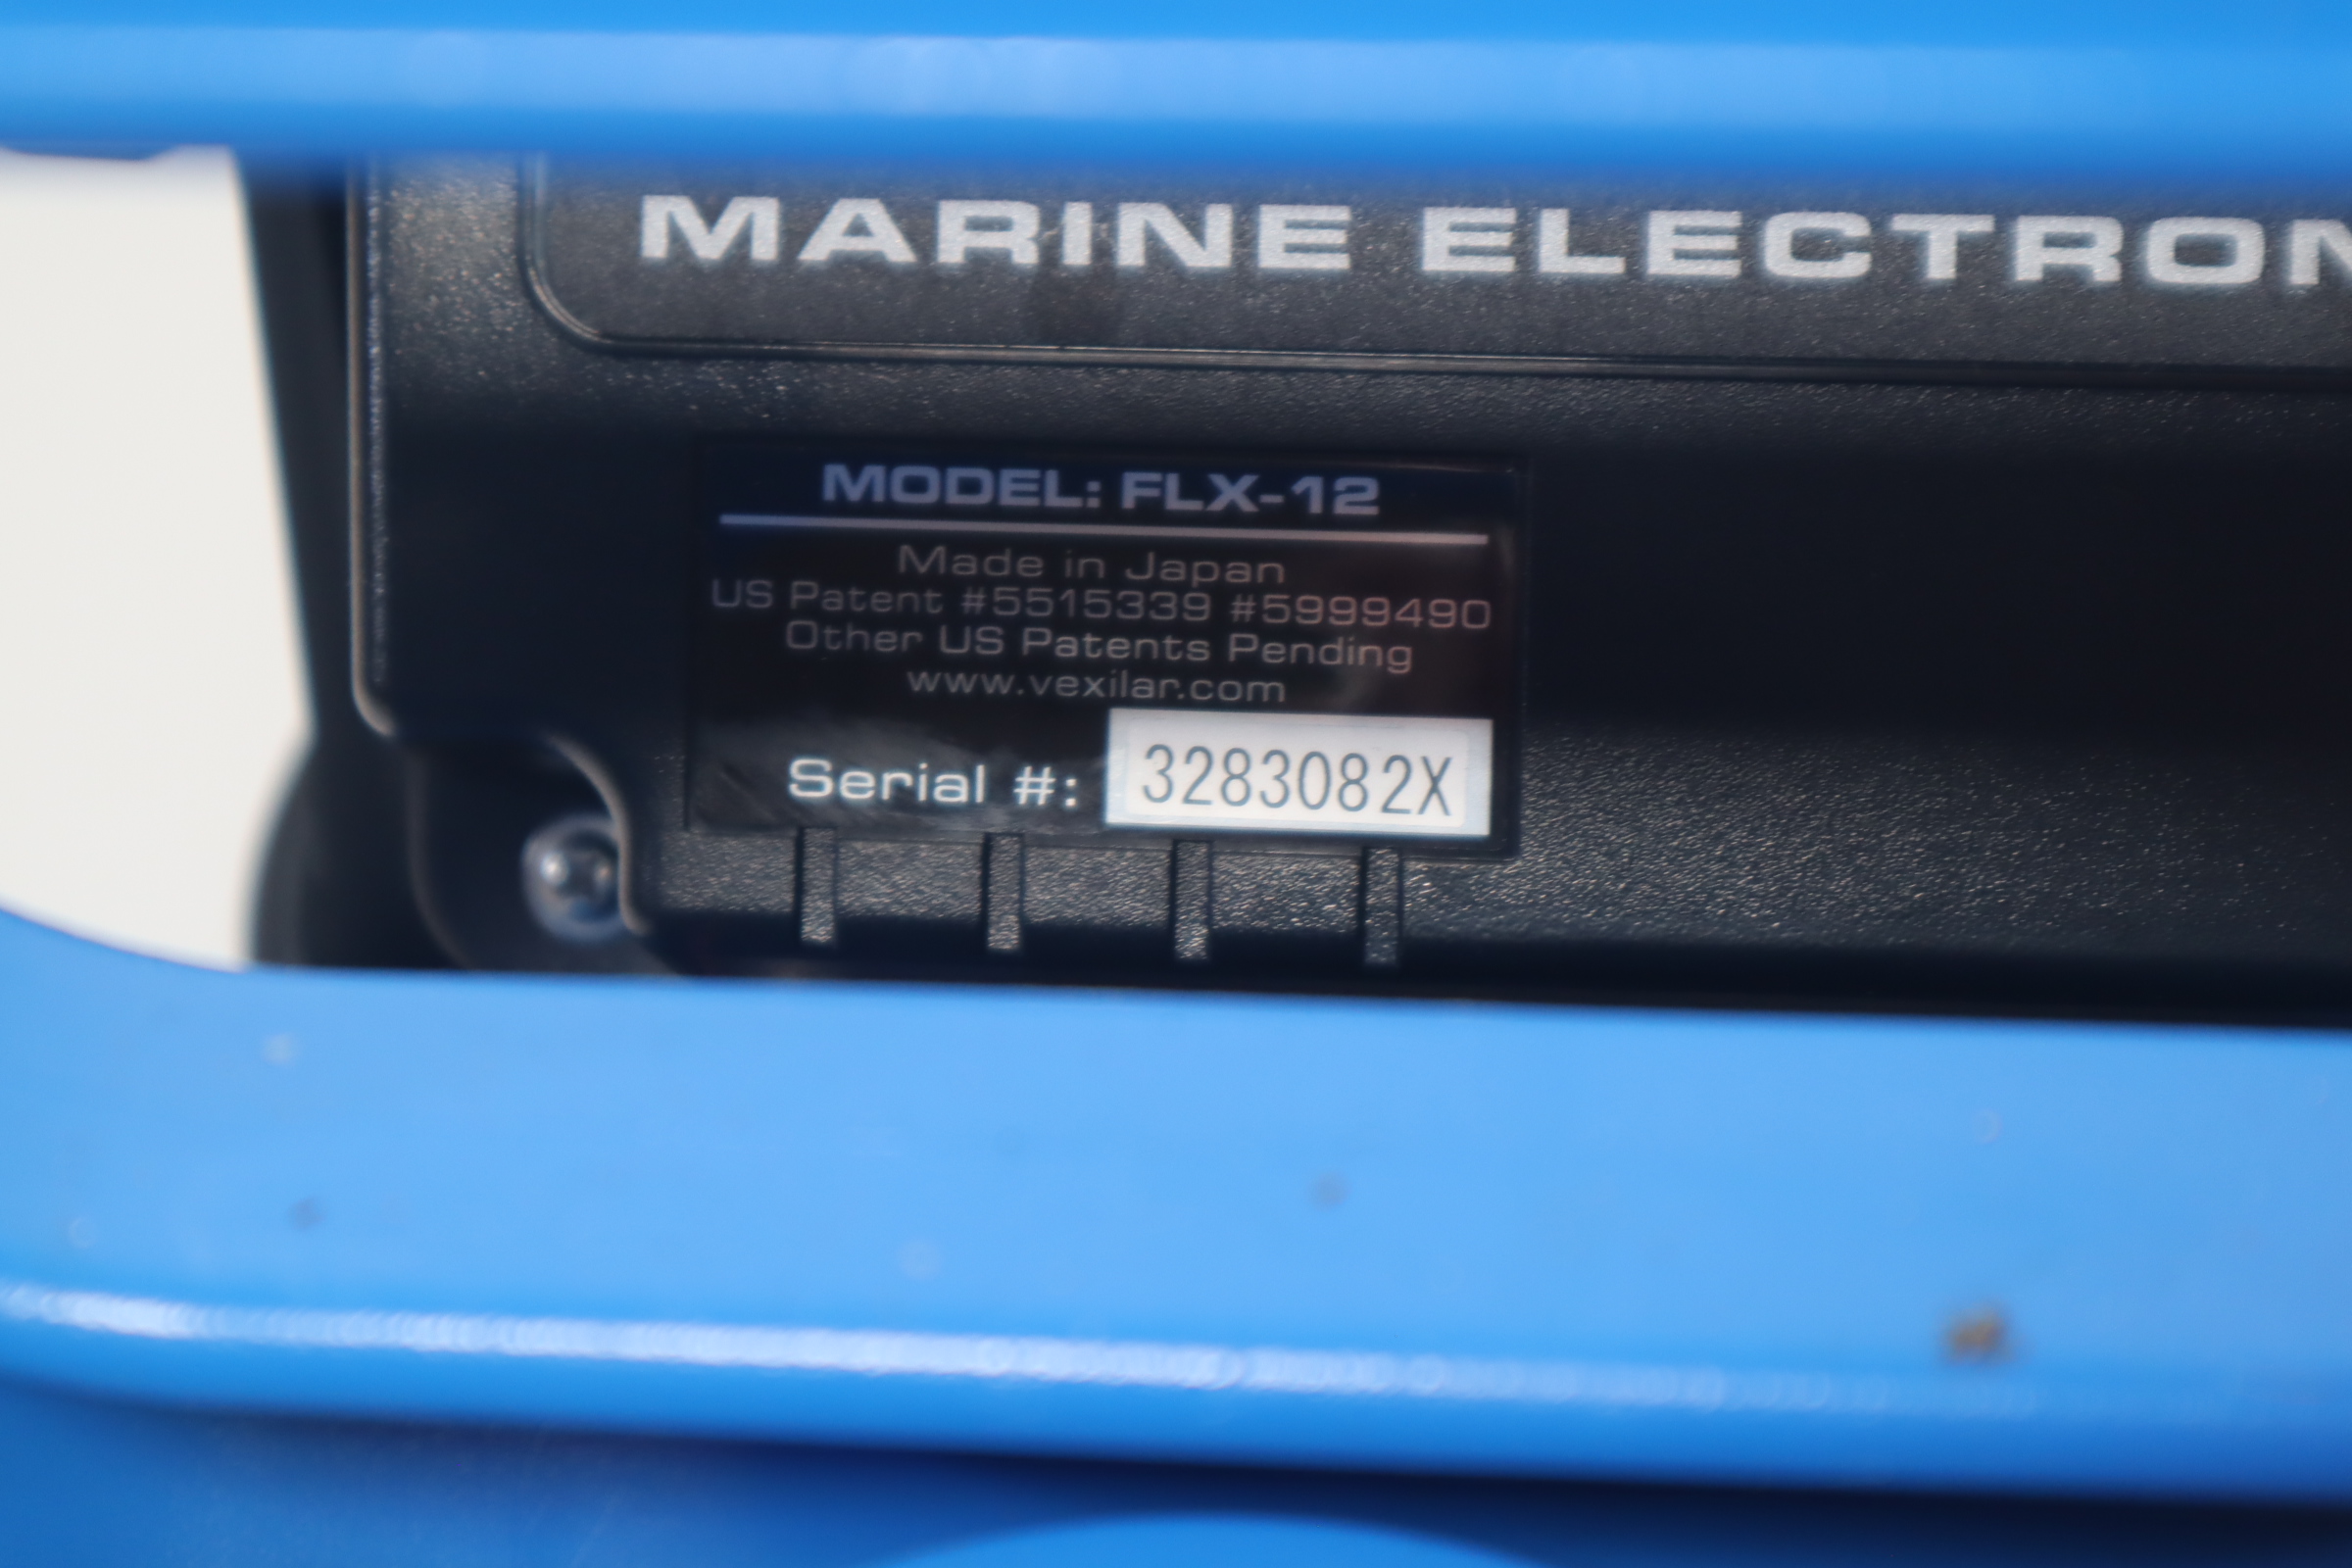 MARINE ELECTRON
MODEL: FLX-12
Made in Japan
US Patent #5515339 #5999490
Other US Patents Pending
www.vexilar.com
Serial #: 3283082X